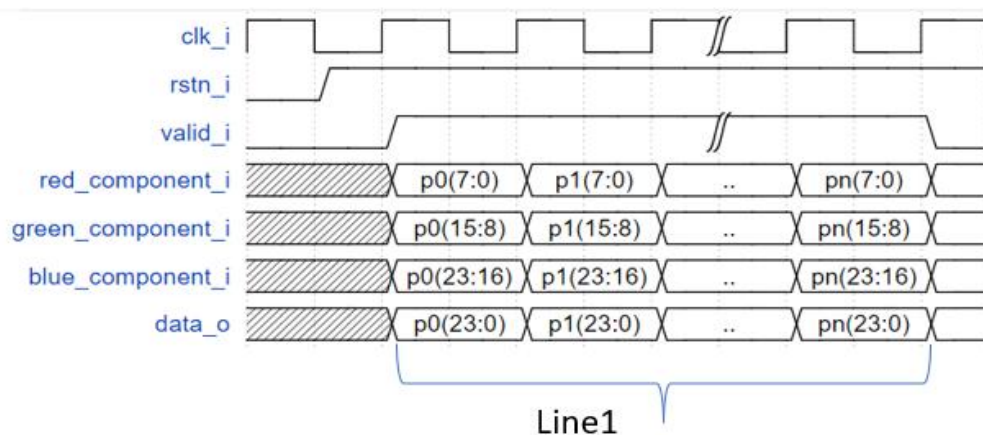 clk_i
rstn_i
valid_i
red_component_i p0(7:0) p1(7:0) .. pn(7:0)
green_component_i p0(15:8) p1(15:8) .. pn(15:8)
blue_component_i p0(23:16) p1(23:16) .. pn(23:16)
data_o p0(23:0) p1(23:0) .. pn(23:0)
Line1